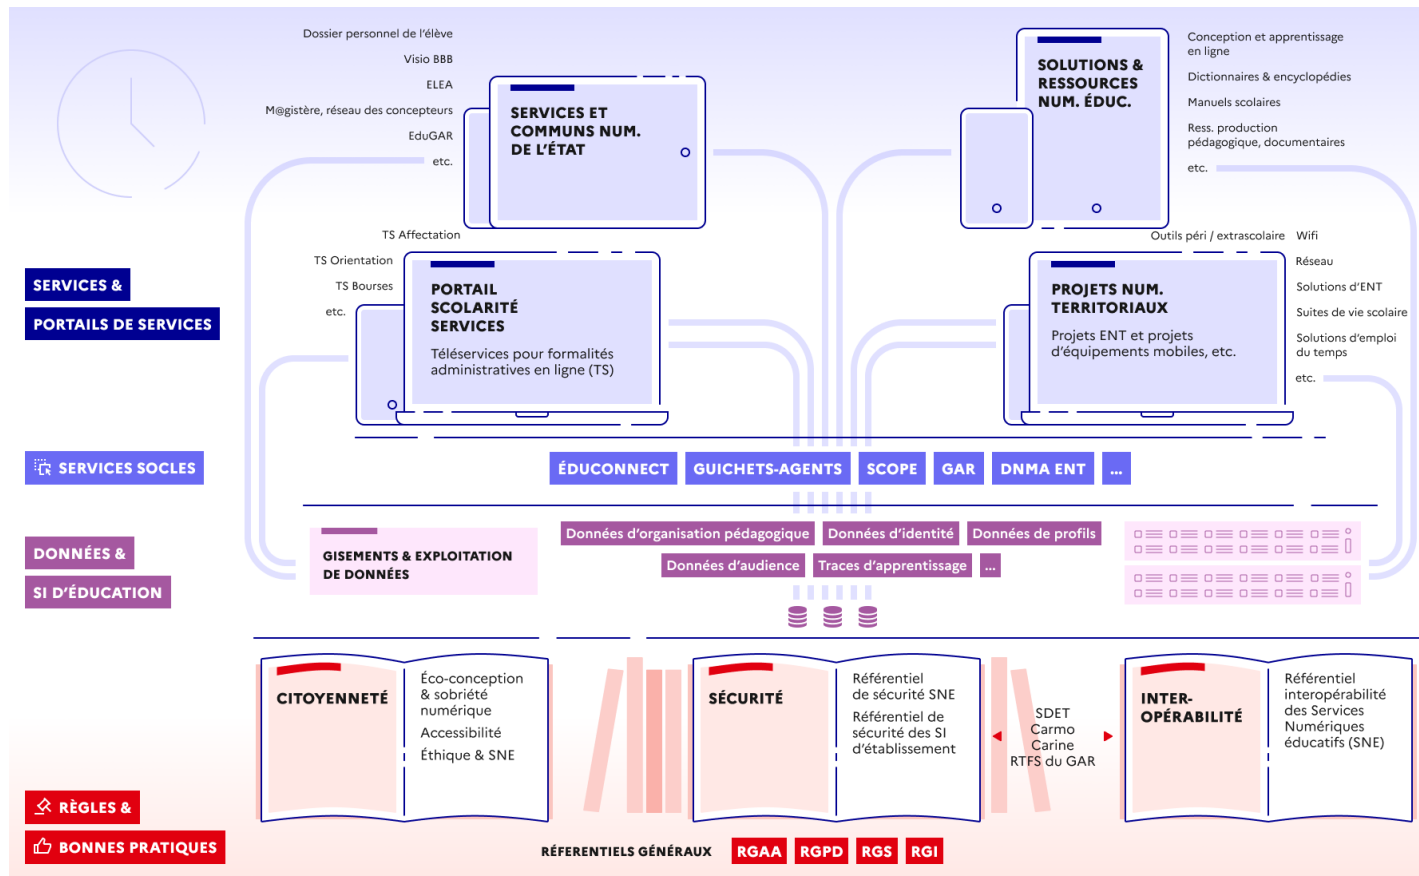 Dossier personnel de l'élève
Visio BBB
ELEA
M@gistère, réseau des concepteurs
EduGAR
etc.
SERVICES ET
COMMUNS NUM.
DE L'ÉTAT
SOLUTIONS &
RESSOURCES
NUM. ÉDUC.
Conception et apprentissage
en ligne
Dictionnaires & encyclopédies
Manuels scolaires
Ress. production
pédagogique, documentaires
etc.
SERVICES &
PORTAILS DE SERVICES
TS Affectation
TS Orientation
TS Bourses
etc.
PORTAIL
SCOLARITÉ
SERVICES
Téléservices pour formalités
administratives en ligne (TS)
Outils péri / extrascolaire
PROJETS NUM.
TERRITORIAUX
Projets ENT et projets
d'équipements mobiles, etc.
Wifi
Réseau
Solutions d'ENT
Suites de vie scolaire
Solutions d'emploi
du temps
etc.
SERVICES SOCLES
ÉDUCONNECT
GUICHETS-AGENTS
SCOPE
GAR
DNMA ENT
...
DONNÉES &
SI D'ÉDUCATION
GISEMENTS & EXPLOITATION
DE DONNÉES
Données d'organisation pédagogique
Données d'identité
Données de profils
Données d'audience
Traces d'apprentissage
...
RÈGLES &
BONNES PRATIQUES
CITOYENNETÉ
Éco-conception
& sobriété
numérique
Accessibilité
Éthique & SNE
SÉCURITÉ
Référentiel
de sécurité SNE
Référentiel de
sécurité des SI
d'établissement
SDET
Carmo
Carine
RTFS du GAR
INTER-
OPÉRABILITÉ
Référentiel
interopérabilité
des Services
Numériques
éducatifs (SNE)
RÉFERENTIELS GÉNÉRAUX
RGAA
RGPD
RGS
RGI